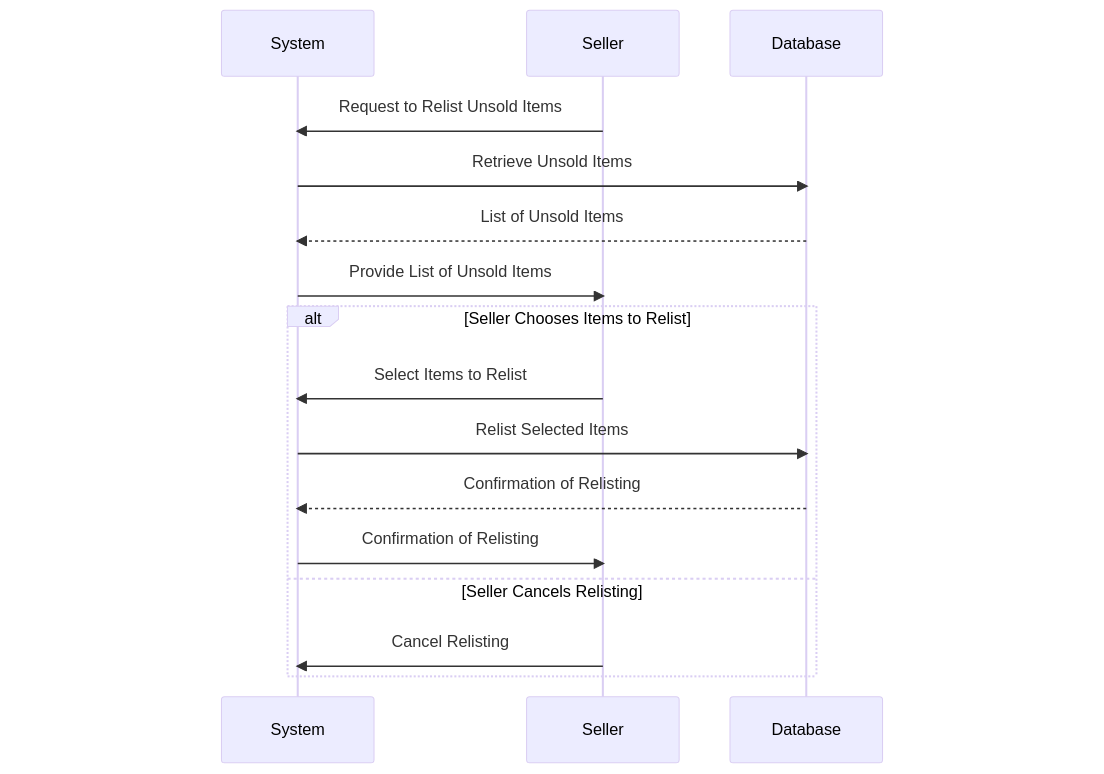 System
Seller
Database
Request to Relist Unsold Items
Retrieve Unsold Items
List of Unsold Items
Provide List of Unsold Items
alt
[Seller Chooses Items to Relist]
Select Items to Relist
Relist Selected Items
Confirmation of Relisting
Confirmation of Relisting
[Seller Cancels Relisting]
Cancel Relisting
System
Seller
Database